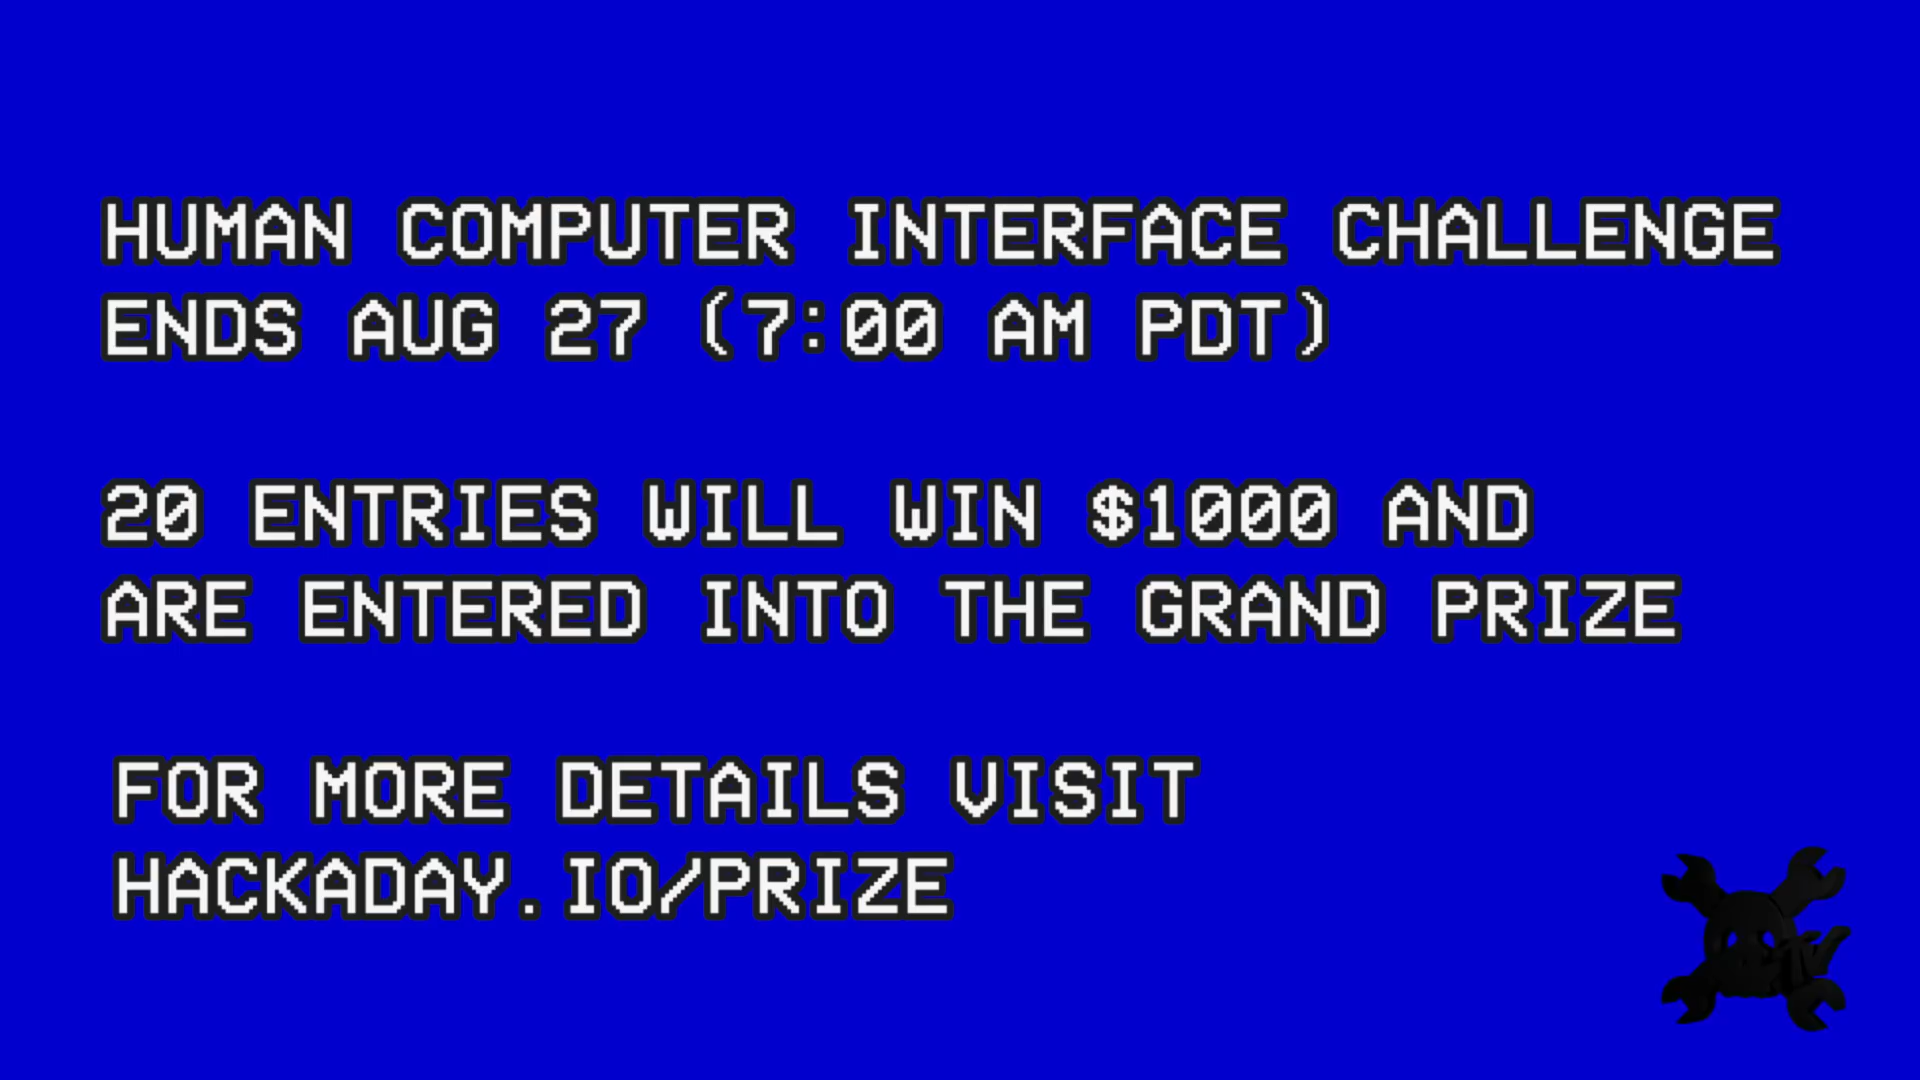 HUMAN COMPUTER INTERFACE CHALLENGE
ENDS AUG 27 (7:00 AM PDT)
20 ENTRIES WILL WIN $1000 AND
ARE ENTERED INTO THE GRAND PRIZE
FOR MORE DETAILS VISIT
HACKADAY.IO/PRIZE
TV